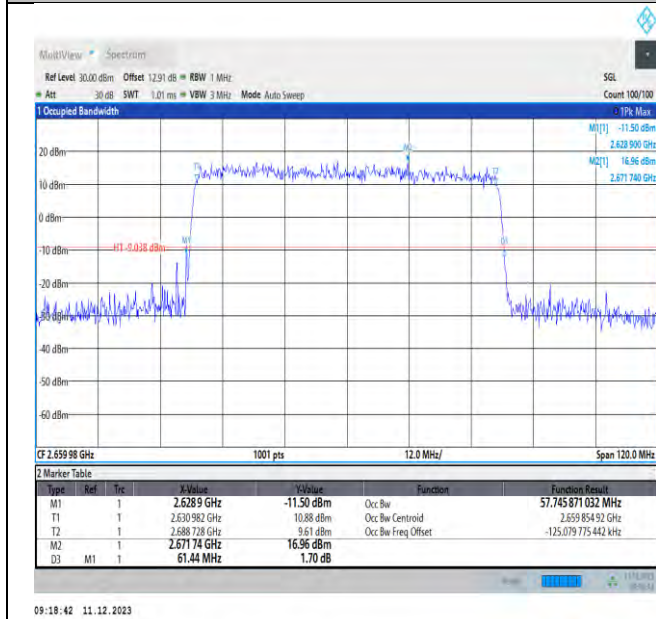 MultiView Spectrum
Ref Level 30.00 dBm Offset 12.91 dB RBW 1 MHz SGL
Att 30 dB SWT 1.01 ms VBW 3 MHz Mode Auto Sweep Count 100/100
1 Occupied Bandwidth 1Pk Max
M1[1] -11.50 dBm
2.628 900 GHz
M2[1] 16.96 dBm
2.671 740 GHz
M2
20 dBm
T1 T2
10 dBm
0 dBm
M1 D3
H1 -9.038 dBm
-10 dBm
-20 dBm
-30 dBm
-40 dBm
-50 dBm
-60 dBm
CF 2.659 98 GHz 1001 pts 12.0 MHz/ Span 120.0 MHz
2 Marker Table
Type Ref Trc X-Value Y-Value Function Function Result
M1 1 2.6289 GHz -11.50 dBm Occ Bw 57.745 871 032 MHz
T1 1 2.630 982 GHz 10.88 dBm Occ Bw Centroid 2.659 854 92 GHz
T2 1 2.688 728 GHz 9.61 dBm Occ Bw Freq Offset -125.079 775 442 kHz
M2 1 2.671 74 GHz 16.96 dBm
D3 M1 1 61.44 MHz 1.70 dB
09:18:42 11.12.2023